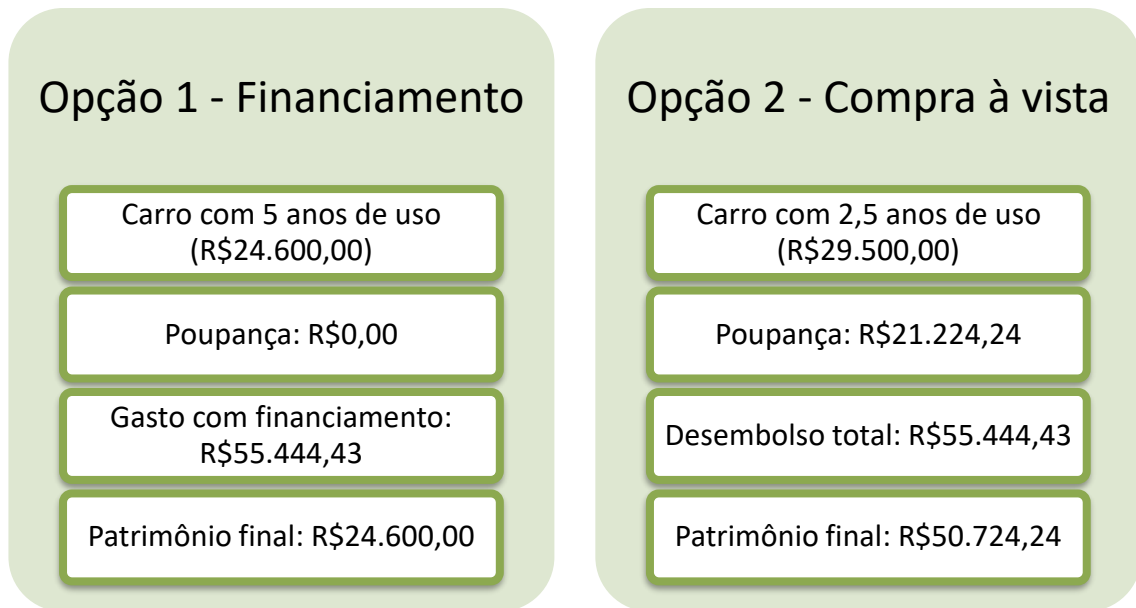 Opção 1 - Financiamento
Carro com 5 anos de uso
(R$24.600,00)
Poupança: R$0,00
Gasto com financiamento:
R$55.444,43
Patrimônio final: R$24.600,00
Opção 2 - Compra à vista
Carro com 2,5 anos de uso
(R$29.500,00)
Poupança: R$21.224,24
Desembolso total: R$55.444,43
Patrimônio final: R$50.724,24